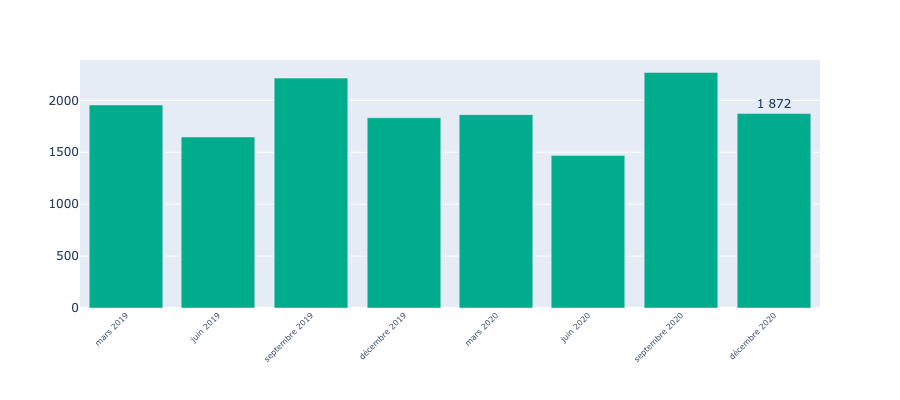 2000
1500
1000
500
0
1 872
mars 2019
juin 2019
septembre 2019
décembre 2019
mars 2020
juin 2020
septembre 2020
décembre 2020